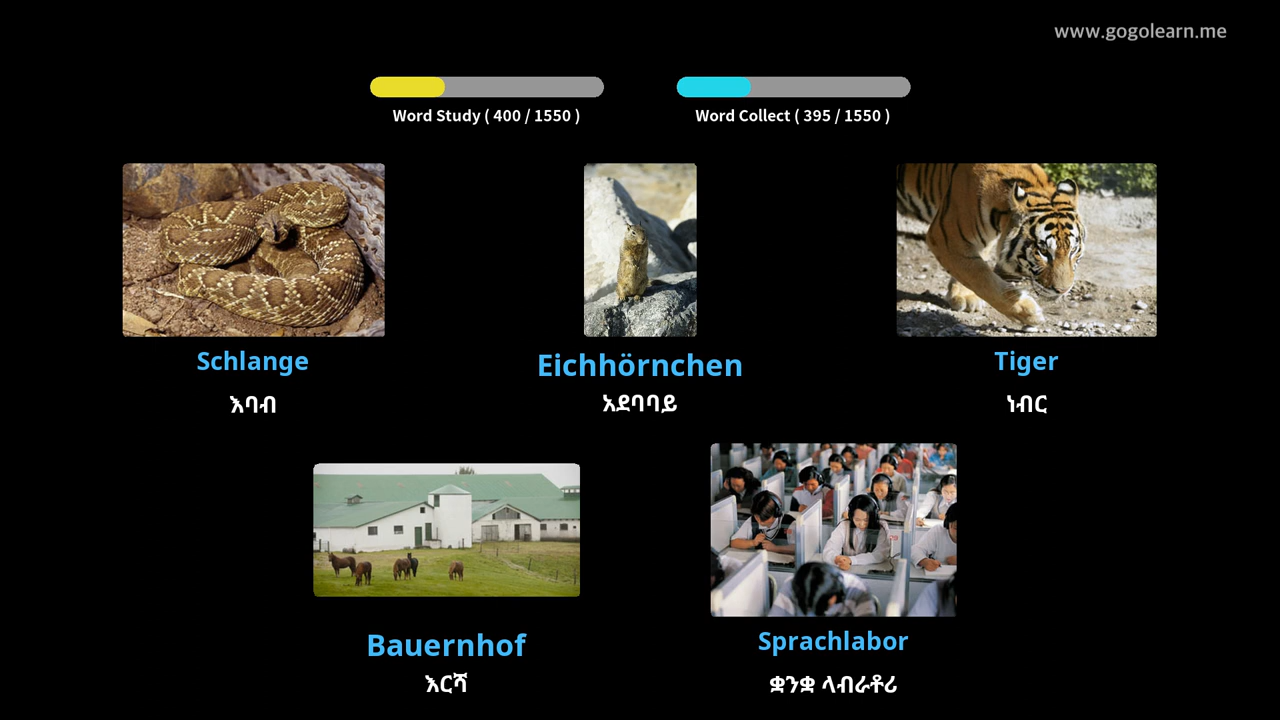 www.gogolearn.me
Word Study ( 400 / 1550 )
Word Collect ( 395 / 1550 )
Schlange
እባብ
Eichhörnchen
አደባባይ
Tiger
ነብር
Bauernhof
እርሻ
Sprachlabor
ቋንቋ ላብራቶሪ